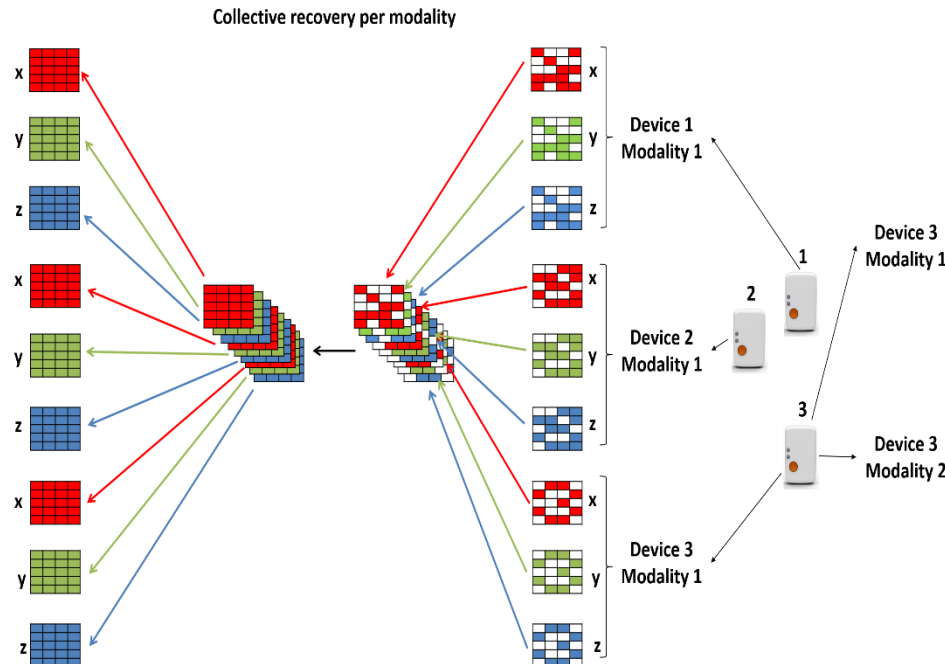 Collective recovery per modality
x
y
z
x
y
z
x
y
z
x
y
z
Device 1
Modality 1
x
y
z
Device 2
Modality 1
x
y
z
Device 3
Modality 1
1
2
3
Device 3
Modality 1
Device 3
Modality 2